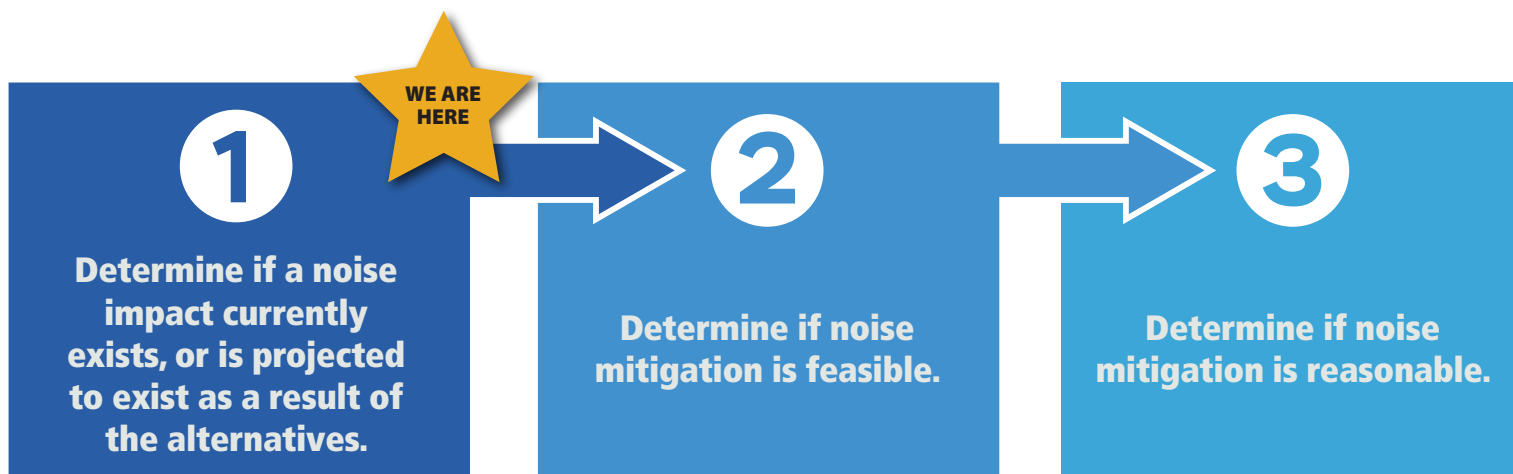 WE ARE
HERE
1
Determine if a noise
impact currently
exists, or is projected
to exist as a result of
the alternatives.
2
Determine if noise
mitigation is feasible.
3
Determine if noise
mitigation is reasonable.